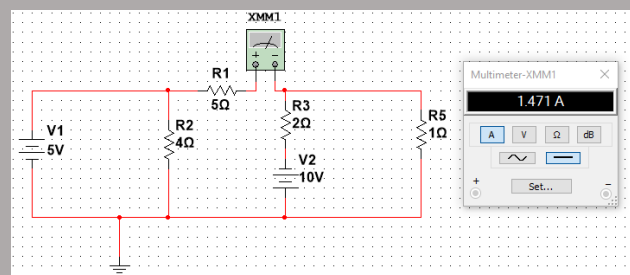 XMM1
+ −
R1
5Ω
V1
5V
R2
4Ω
R3
2Ω
V2
10V
R5
1Ω
Multimeter-XMM1
1.471 A
A V Ω dB
+ Set... −